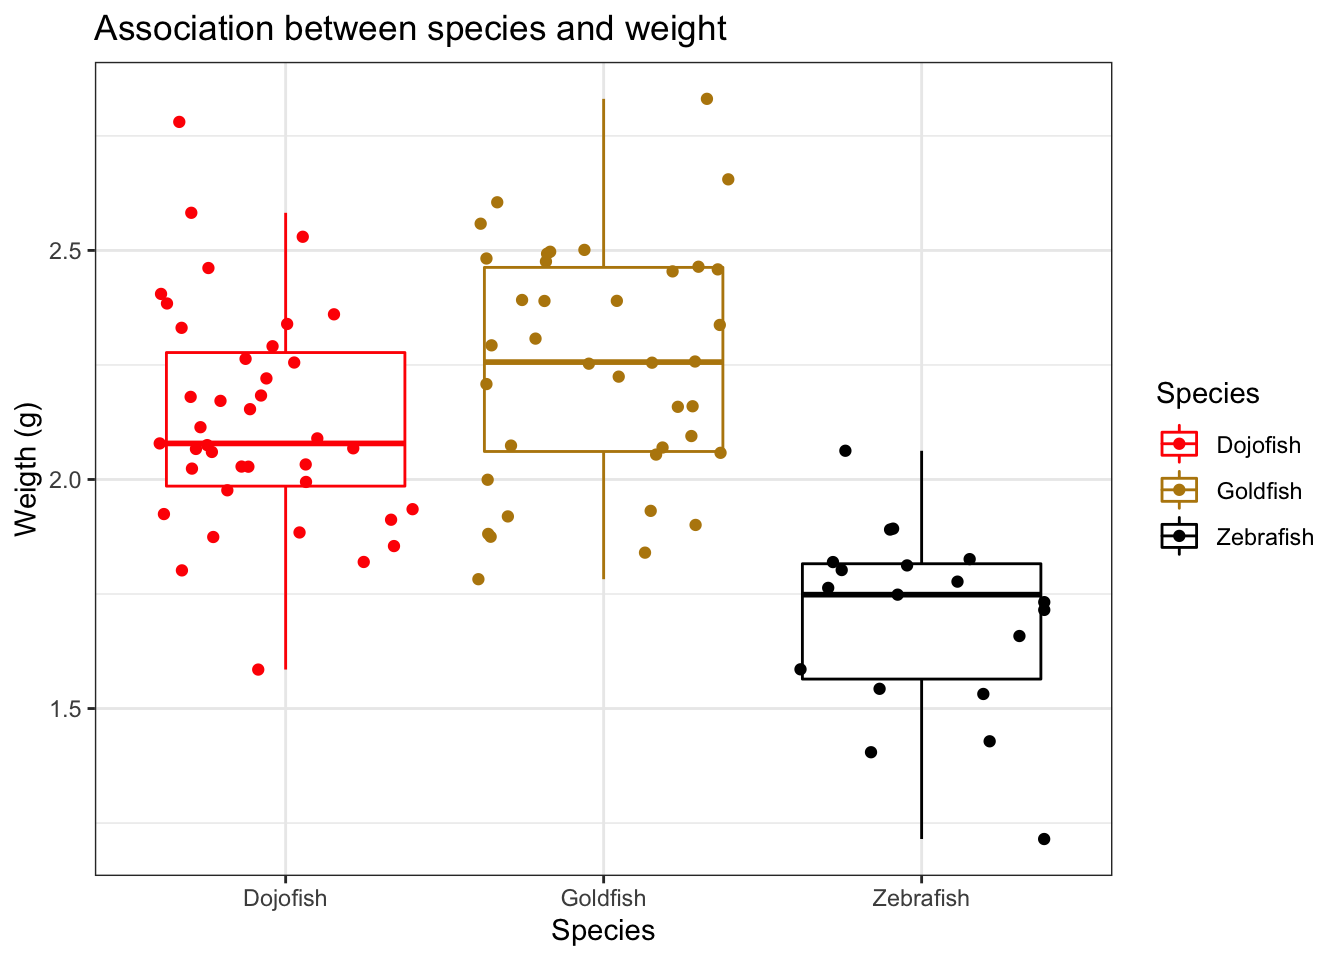 Association between species and weight
2.5
2.0
1.5
Weigth (g)
Dojofish
Goldfish
Zebrafish
Species
Species
Dojofish
Goldfish
Zebrafish